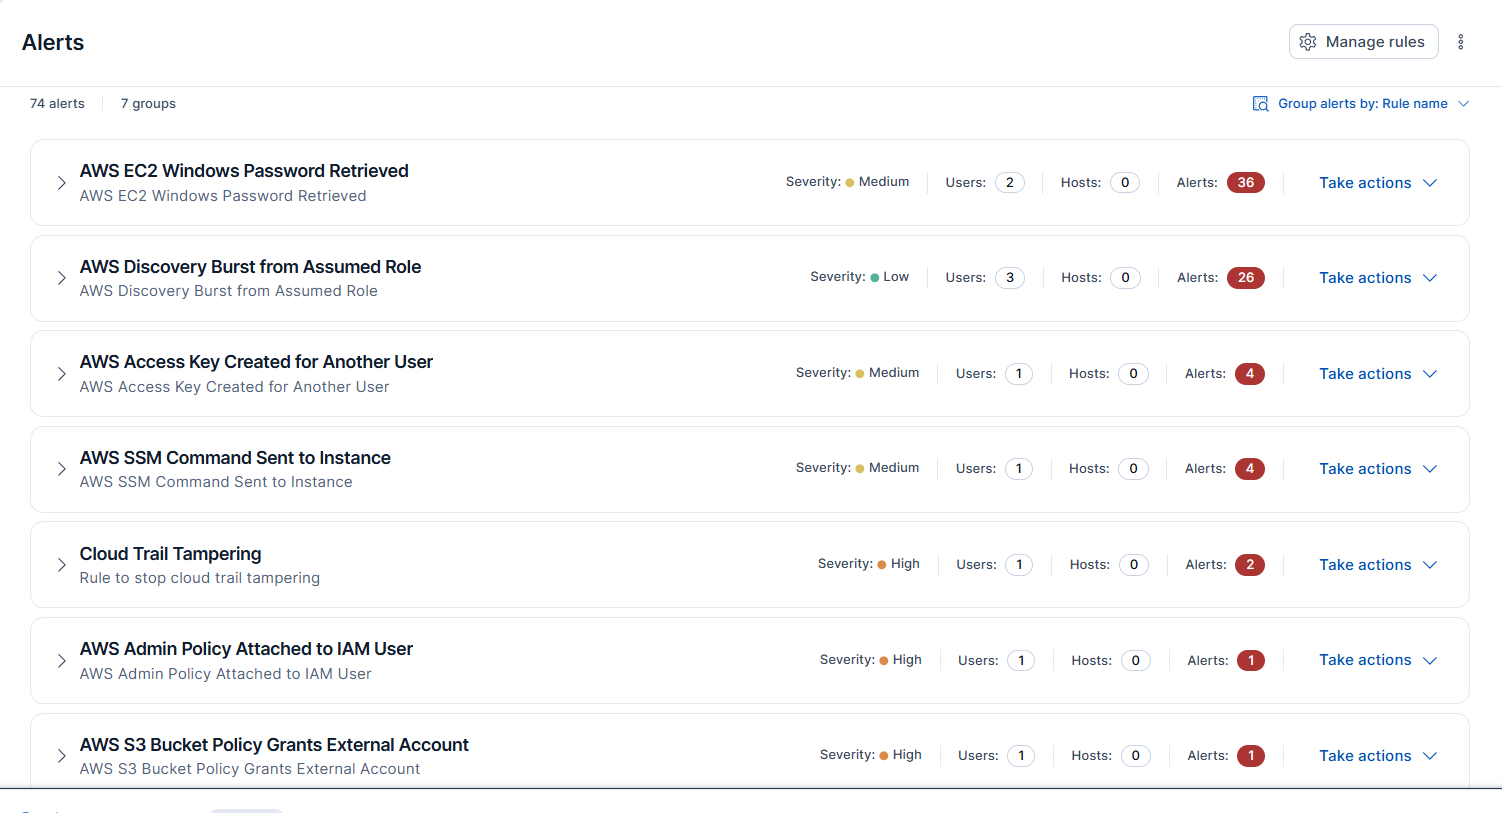 Alerts
Manage rules
74 alerts 7 groups
Group alerts by: Rule name
AWS EC2 Windows Password Retrieved
AWS EC2 Windows Password Retrieved
Severity: Medium Users: 2 Hosts: 0 Alerts: 36 Take actions
AWS Discovery Burst from Assumed Role
AWS Discovery Burst from Assumed Role
Severity: Low Users: 3 Hosts: 0 Alerts: 26 Take actions
AWS Access Key Created for Another User
AWS Access Key Created for Another User
Severity: Medium Users: 1 Hosts: 0 Alerts: 4 Take actions
AWS SSM Command Sent to Instance
AWS SSM Command Sent to Instance
Severity: Medium Users: 1 Hosts: 0 Alerts: 4 Take actions
Cloud Trail Tampering
Rule to stop cloud trail tampering
Severity: High Users: 1 Hosts: 0 Alerts: 2 Take actions
AWS Admin Policy Attached to IAM User
AWS Admin Policy Attached to IAM User
Severity: High Users: 1 Hosts: 0 Alerts: 1 Take actions
AWS S3 Bucket Policy Grants External Account
AWS S3 Bucket Policy Grants External Account
Severity: High Users: 1 Hosts: 0 Alerts: 1 Take actions